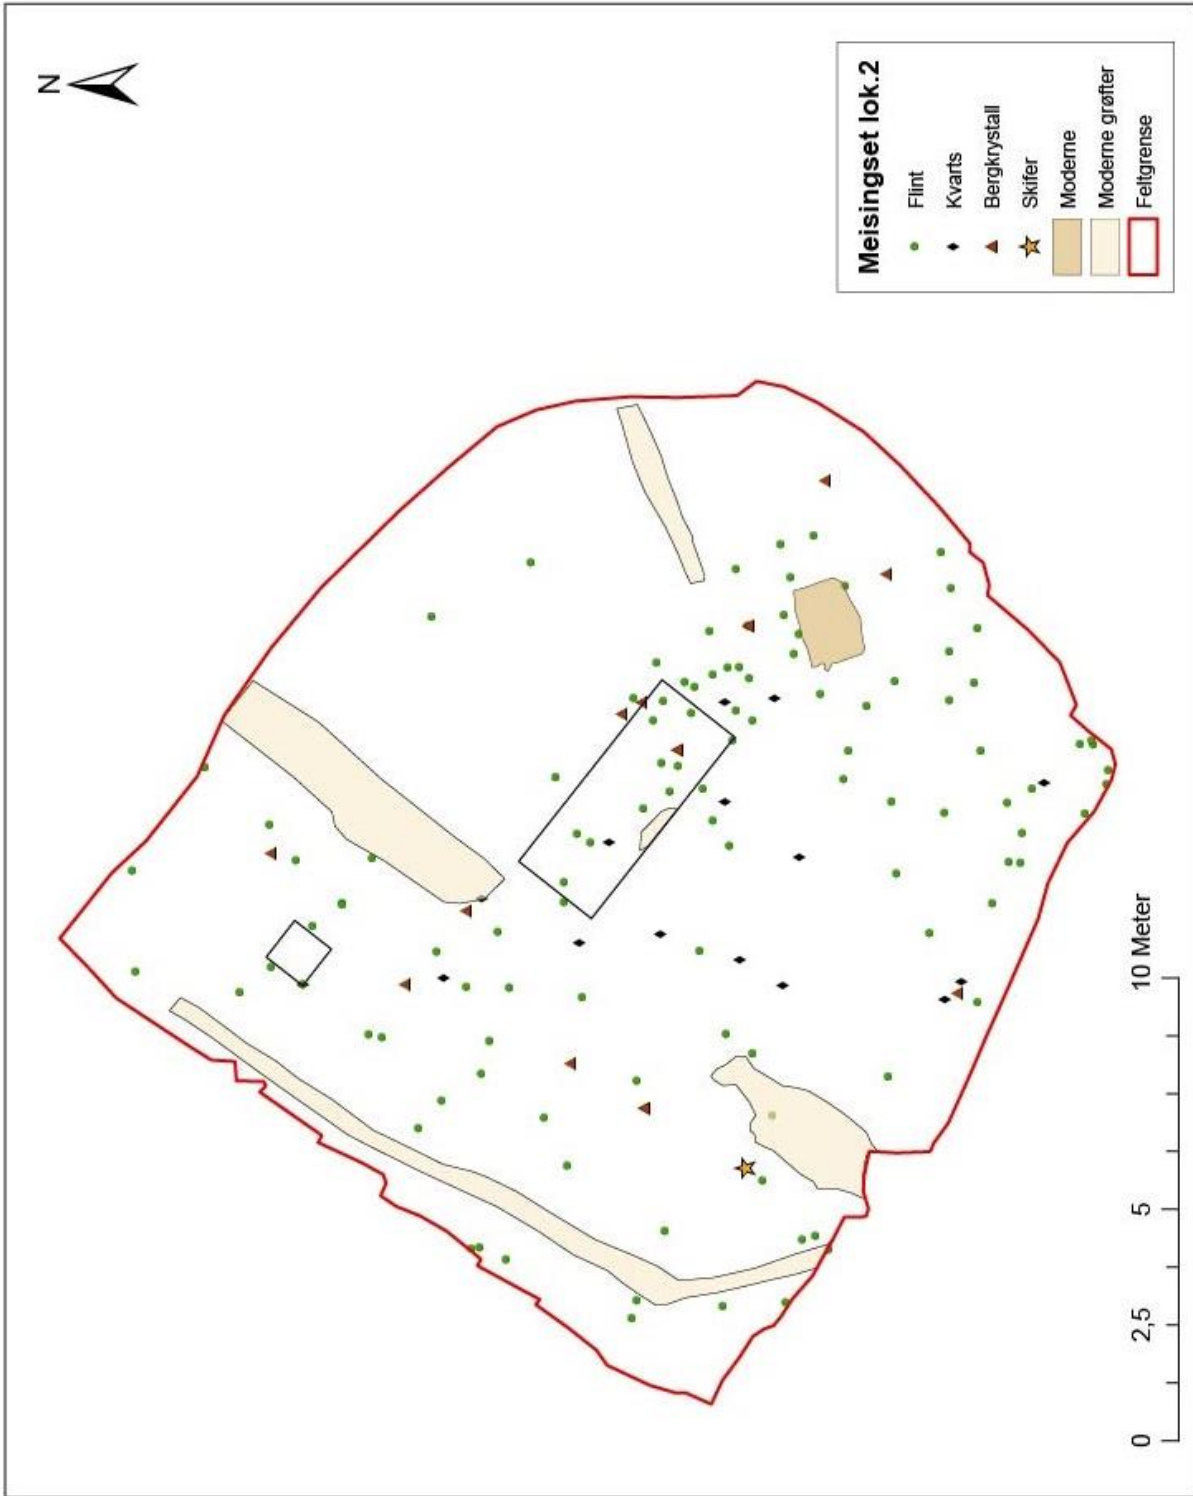 N
Meisingset lok.2
Flint
Kvarts
Bergkrystall
Skifer
Moderne
Moderne grøfter
Feltgrense
0 2,5 5 10 Meter